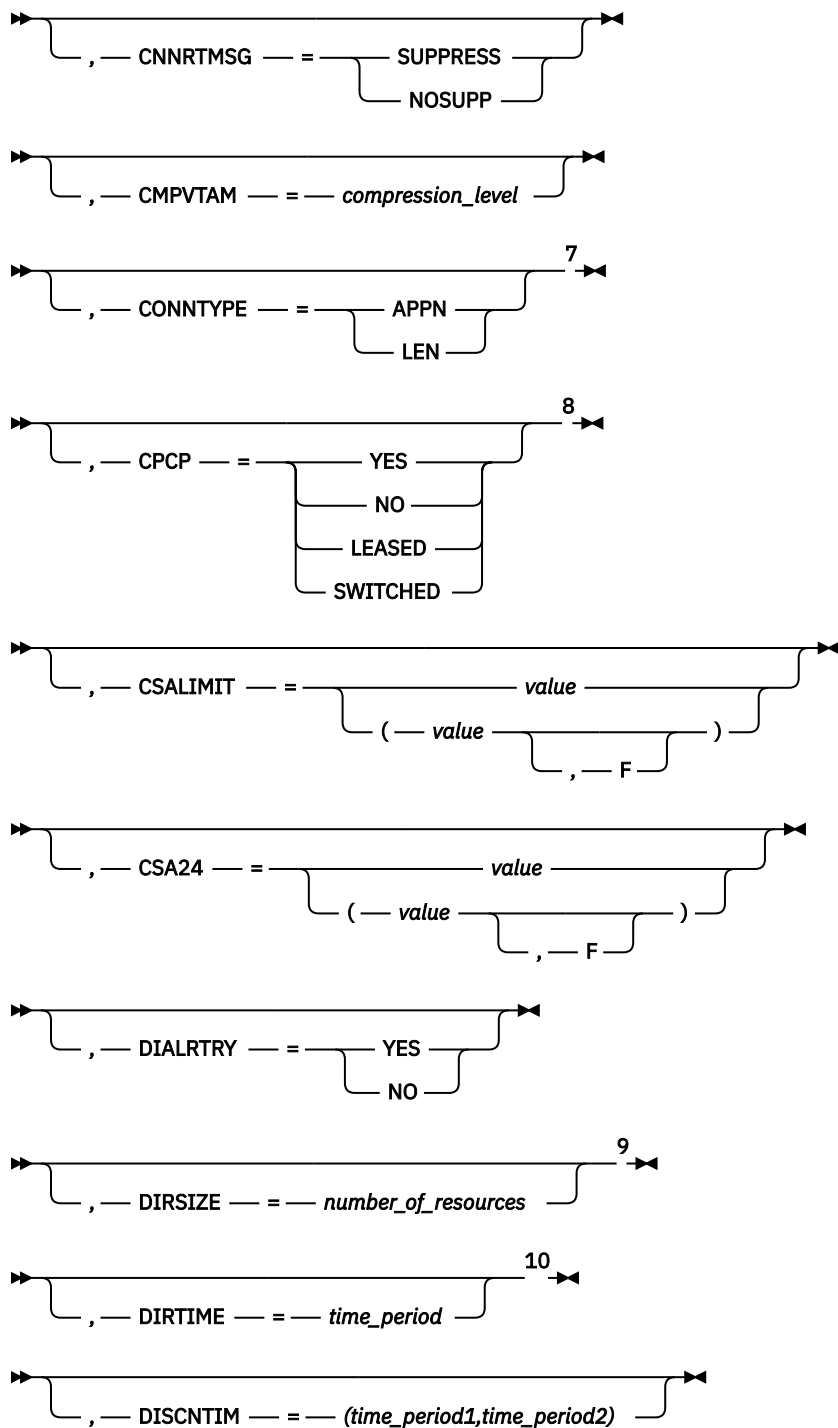 , CNNRTMSG = SUPPRESS
NOSUPP
, CMPVTAM = compression_level
7
, CONNTYPE = APPN
LEN
8
, CPCP = YES
NO
LEASED
SWITCHED
, CSALIMIT = value
( value )
, F
, CSA24 = value
( value )
, F
, DIALRTRY = YES
NO
9
, DIRSIZE = number_of_resources
10
, DIRTIME = time_period
, DISCNTIM = (time_period1,time_period2)